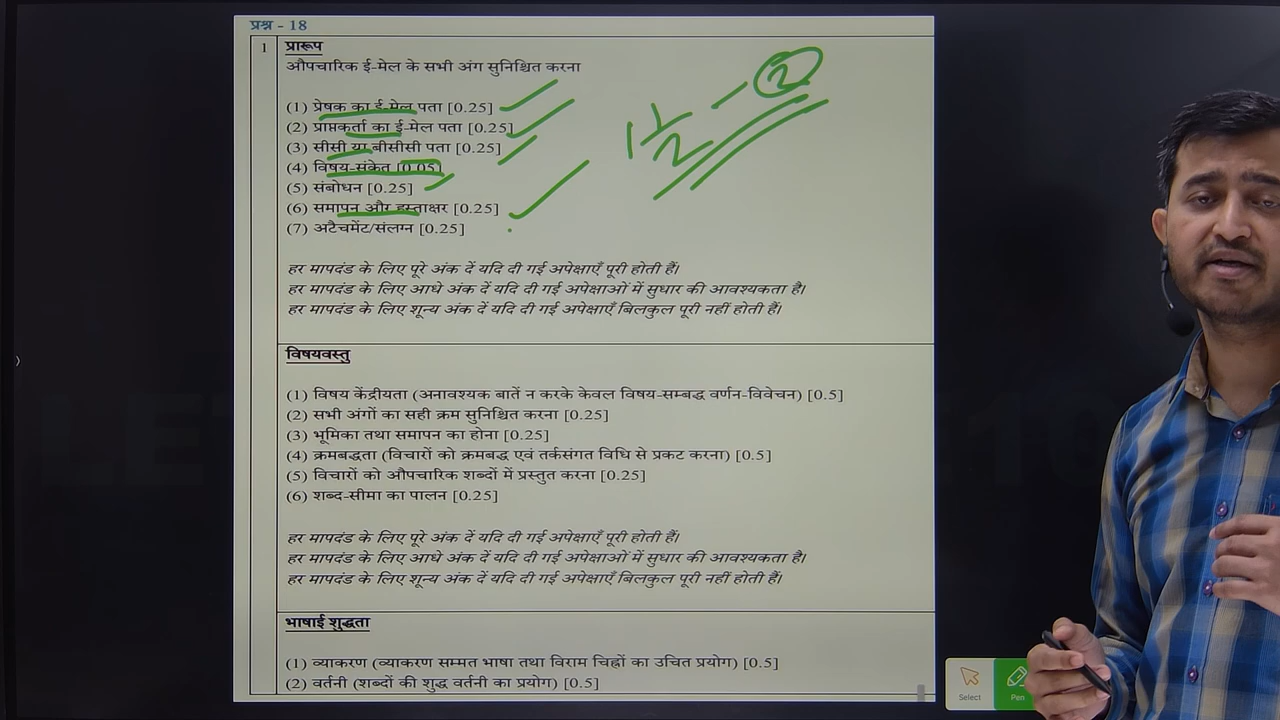 प्रश्न - 18
1 प्रारूप
औपचारिक ई-मेल के सभी अंग सुनिश्चित करना
(1) प्रेषक का ई-मेल पता [0.25]
(2) प्राप्तकर्ता का ई-मेल पता [0.25]
(3) सीसी या बीसीसी पता [0.25]
(4) विषय-संकेत [0.05]
(5) संबोधन [0.25]
(6) समापन और हस्ताक्षर [0.25]
(7) अटैचमेंट/संलग्न [0.25]
1 1/2 - 2
हर मापदंड के लिए पूरे अंक दें यदि दी गई अपेक्षाएँ पूरी होती हैं।
हर मापदंड के लिए आधे अंक दें यदि दी गई अपेक्षाओं में सुधार की आवश्यकता है।
हर मापदंड के लिए शून्य अंक दें यदि दी गई अपेक्षाएँ बिलकुल पूरी नहीं होती हैं।
विषयवस्तु
(1) विषय केंद्रीयता (अनावश्यक बातें न करके केवल विषय-सम्बद्ध वर्णन-विवेचन) [0.5]
(2) सभी अंगों का सही क्रम सुनिश्चित करना [0.25]
(3) भूमिका तथा समापन का होना [0.25]
(4) क्रमबद्धता (विचारों को क्रमबद्ध एवं तर्कसंगत विधि से प्रकट करना) [0.5]
(5) विचारों को औपचारिक शब्दों में प्रस्तुत करना [0.25]
(6) शब्द-सीमा का पालन [0.25]
हर मापदंड के लिए पूरे अंक दें यदि दी गई अपेक्षाएँ पूरी होती हैं।
हर मापदंड के लिए आधे अंक दें यदि दी गई अपेक्षाओं में सुधार की आवश्यकता है।
हर मापदंड के लिए शून्य अंक दें यदि दी गई अपेक्षाएँ बिलकुल पूरी नहीं होती हैं।
भाषाई शुद्धता
(1) व्याकरण (व्याकरण सम्मत भाषा तथा विराम चिह्नों का उचित प्रयोग) [0.5]
(2) वर्तनी (शब्दों की शुद्ध वर्तनी का प्रयोग) [0.5]
Select
Pen